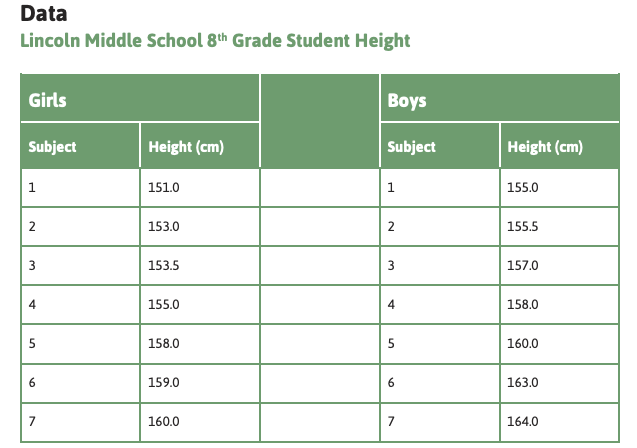 Data
Lincoln Middle School 8th Grade Student Height
Girls Boys
Subject Height (cm) Subject Height (cm)
1 151.0 1 155.0
2 153.0 2 155.5
3 153.5 3 157.0
4 155.0 4 158.0
5 158.0 5 160.0
6 159.0 6 163.0
7 160.0 7 164.0